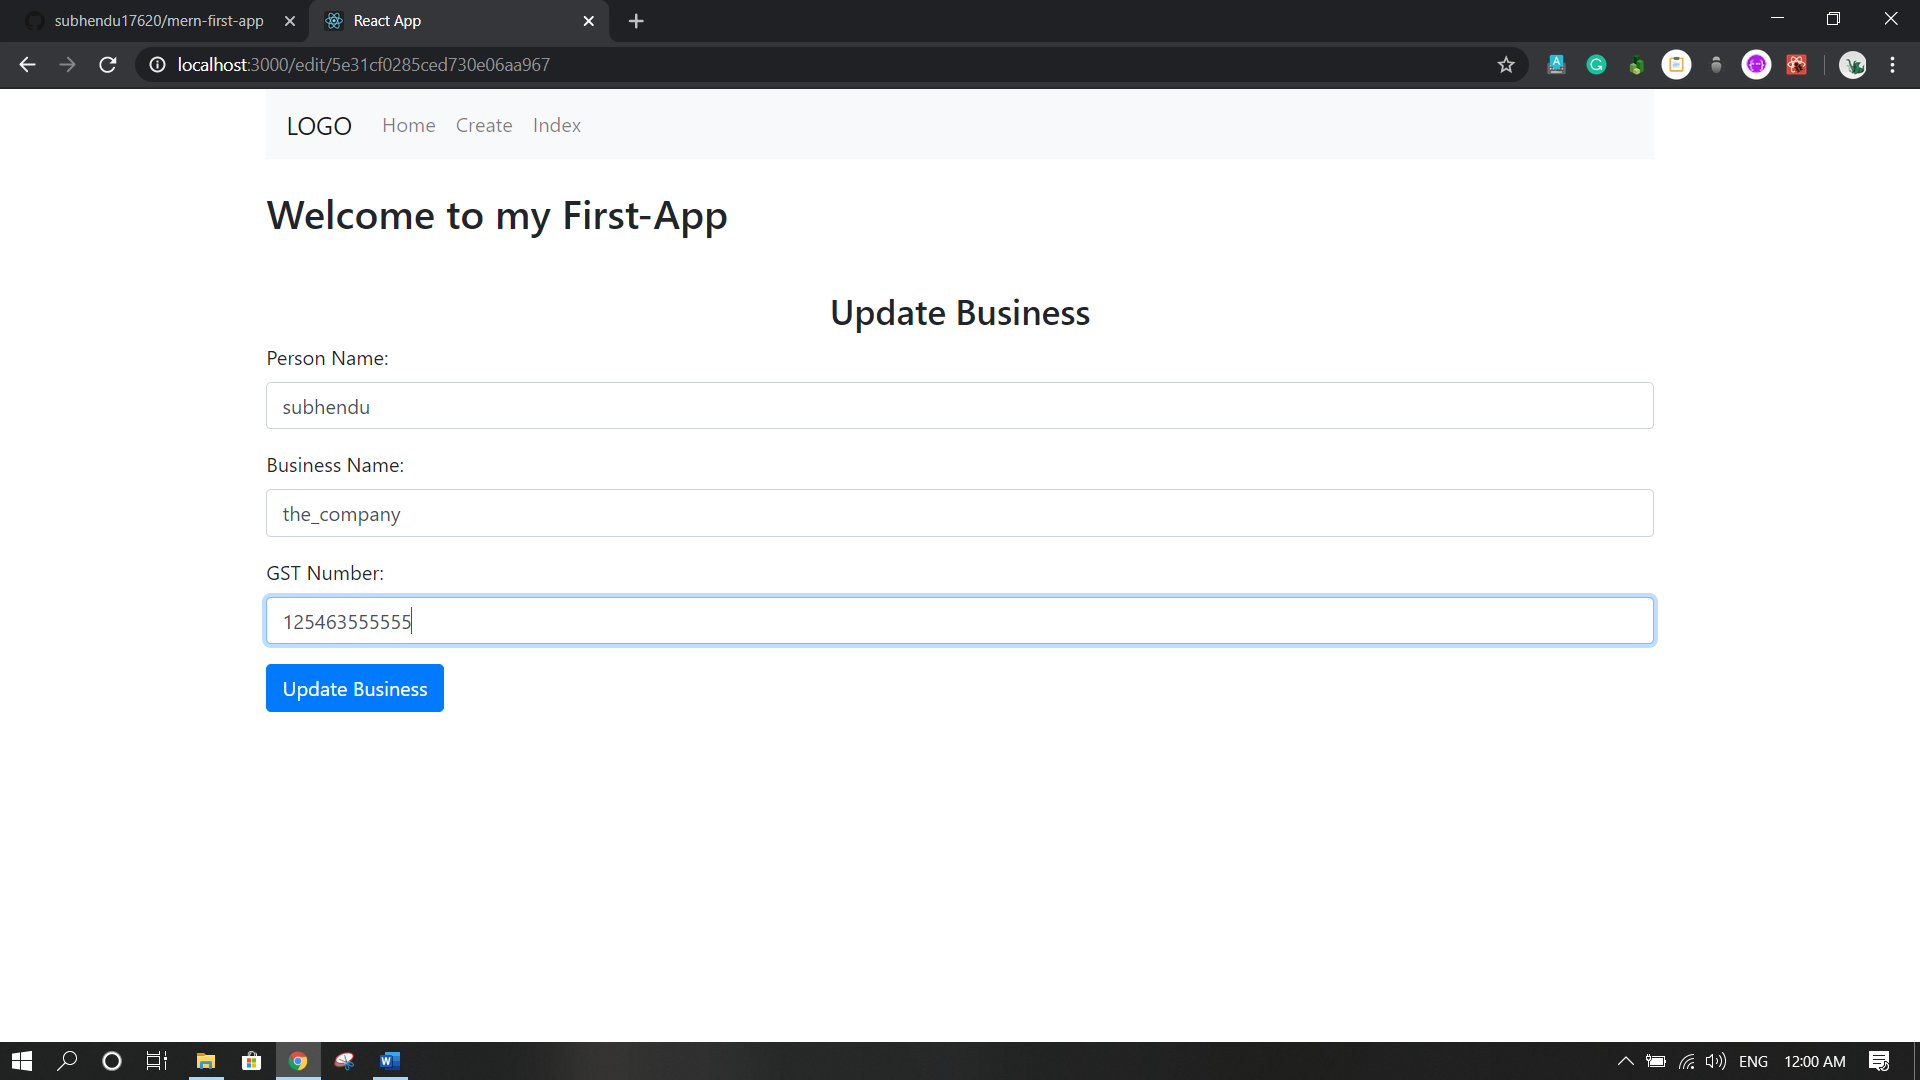 subhendu17620/mern-first-app
React App
localhost:3000/edit/5e31cf0285ced730e06aa967
LOGO Home Create Index
Welcome to my First-App
Update Business
Person Name:
subhendu
Business Name:
the_company
GST Number:
125463555555
Update Business
ENG 12:00 AM